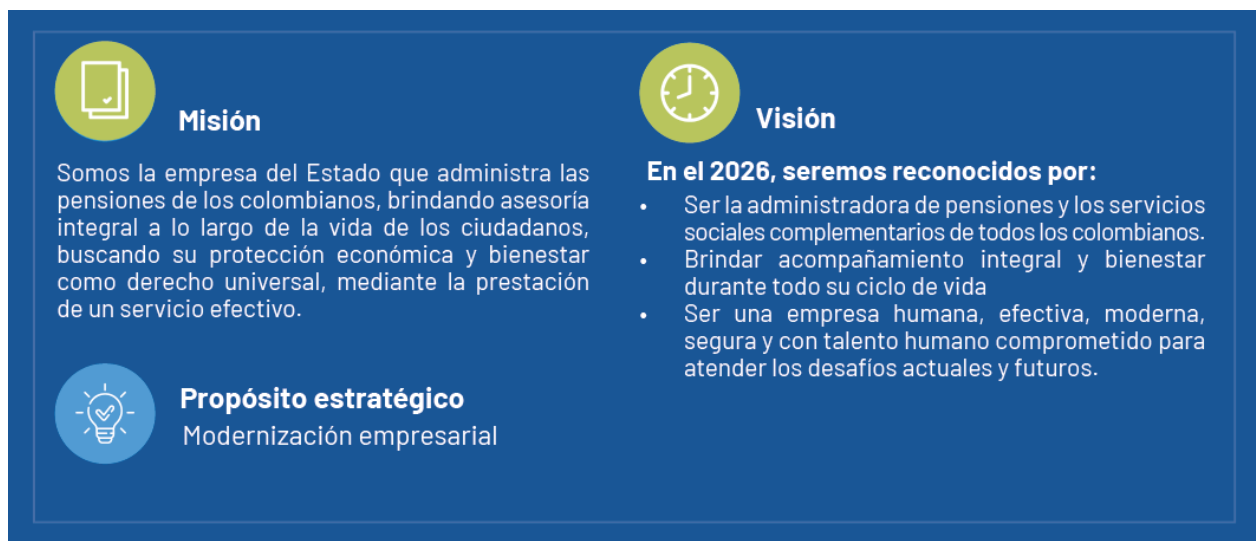 Misión
Somos la empresa del Estado que administra las
pensiones de los colombianos, brindando asesoría
integral a lo largo de la vida de los ciudadanos,
buscando su protección económica y bienestar
como derecho universal, mediante la prestación
de un servicio efectivo.
Propósito estratégico
Modernización empresarial
Visión
En el 2026, seremos reconocidos por:
• Ser la administradora de pensiones y los servicios
sociales complementarios de todos los colombianos.
• Brindar acompañamiento integral y bienestar
durante todo su ciclo de vida
• Ser una empresa humana, efectiva, moderna,
segura y con talento humano comprometido para
atender los desafíos actuales y futuros.